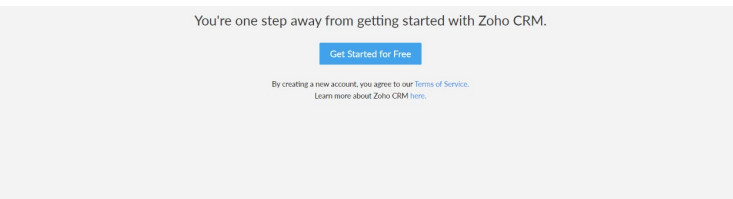 You're one step away from getting started with Zoho CRM.
Get Started for Free
By creating a new account, you agree to our Terms of Service.
Learn more about Zoho CRM here.